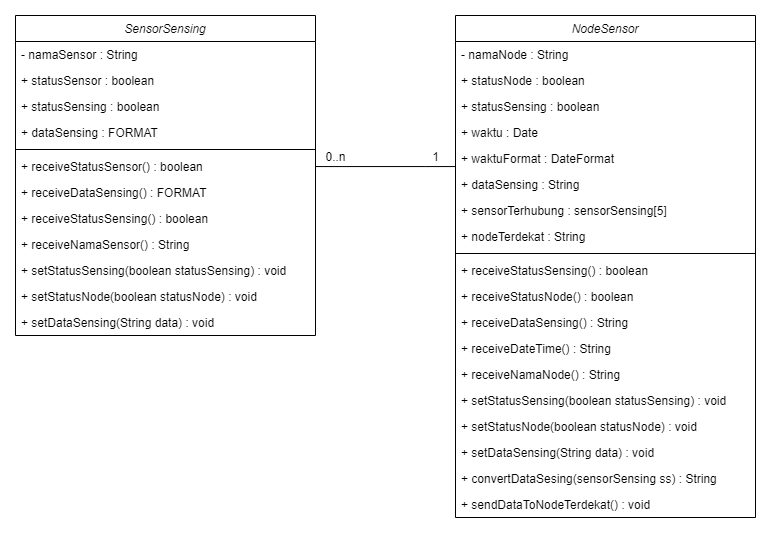 SensorSensing
- namaSensor : String
+ statusSensor : boolean
+ statusSensing : boolean
+ dataSensing : FORMAT
+ receiveStatusSensor() : boolean
+ receiveDataSensing() : FORMAT
+ receiveStatusSensing() : boolean
+ receiveNamaSensor() : String
+ setStatusSensing(boolean statusSensing) : void
+ setStatusNode(boolean statusNode) : void
+ setDataSensing(String data) : void
0..n
1
NodeSensor
- namaNode : String
+ statusNode : boolean
+ statusSensing : boolean
+ waktu : Date
+ waktuFormat : DateFormat
+ dataSensing : String
+ sensorTerhubung : sensorSensing[5]
+ nodeTerdekat : String
+ receiveStatusSensing() : boolean
+ receiveStatusNode() : boolean
+ receiveDataSensing() : String
+ receiveDateTime() : String
+ receiveNamaNode() : String
+ setStatusSensing(boolean statusSensing) : void
+ setStatusNode(boolean statusNode) : void
+ setDataSensing(String data) : void
+ convertDataSesing(sensorSensing ss) : String
+ sendDataToNodeTerdekat() : void